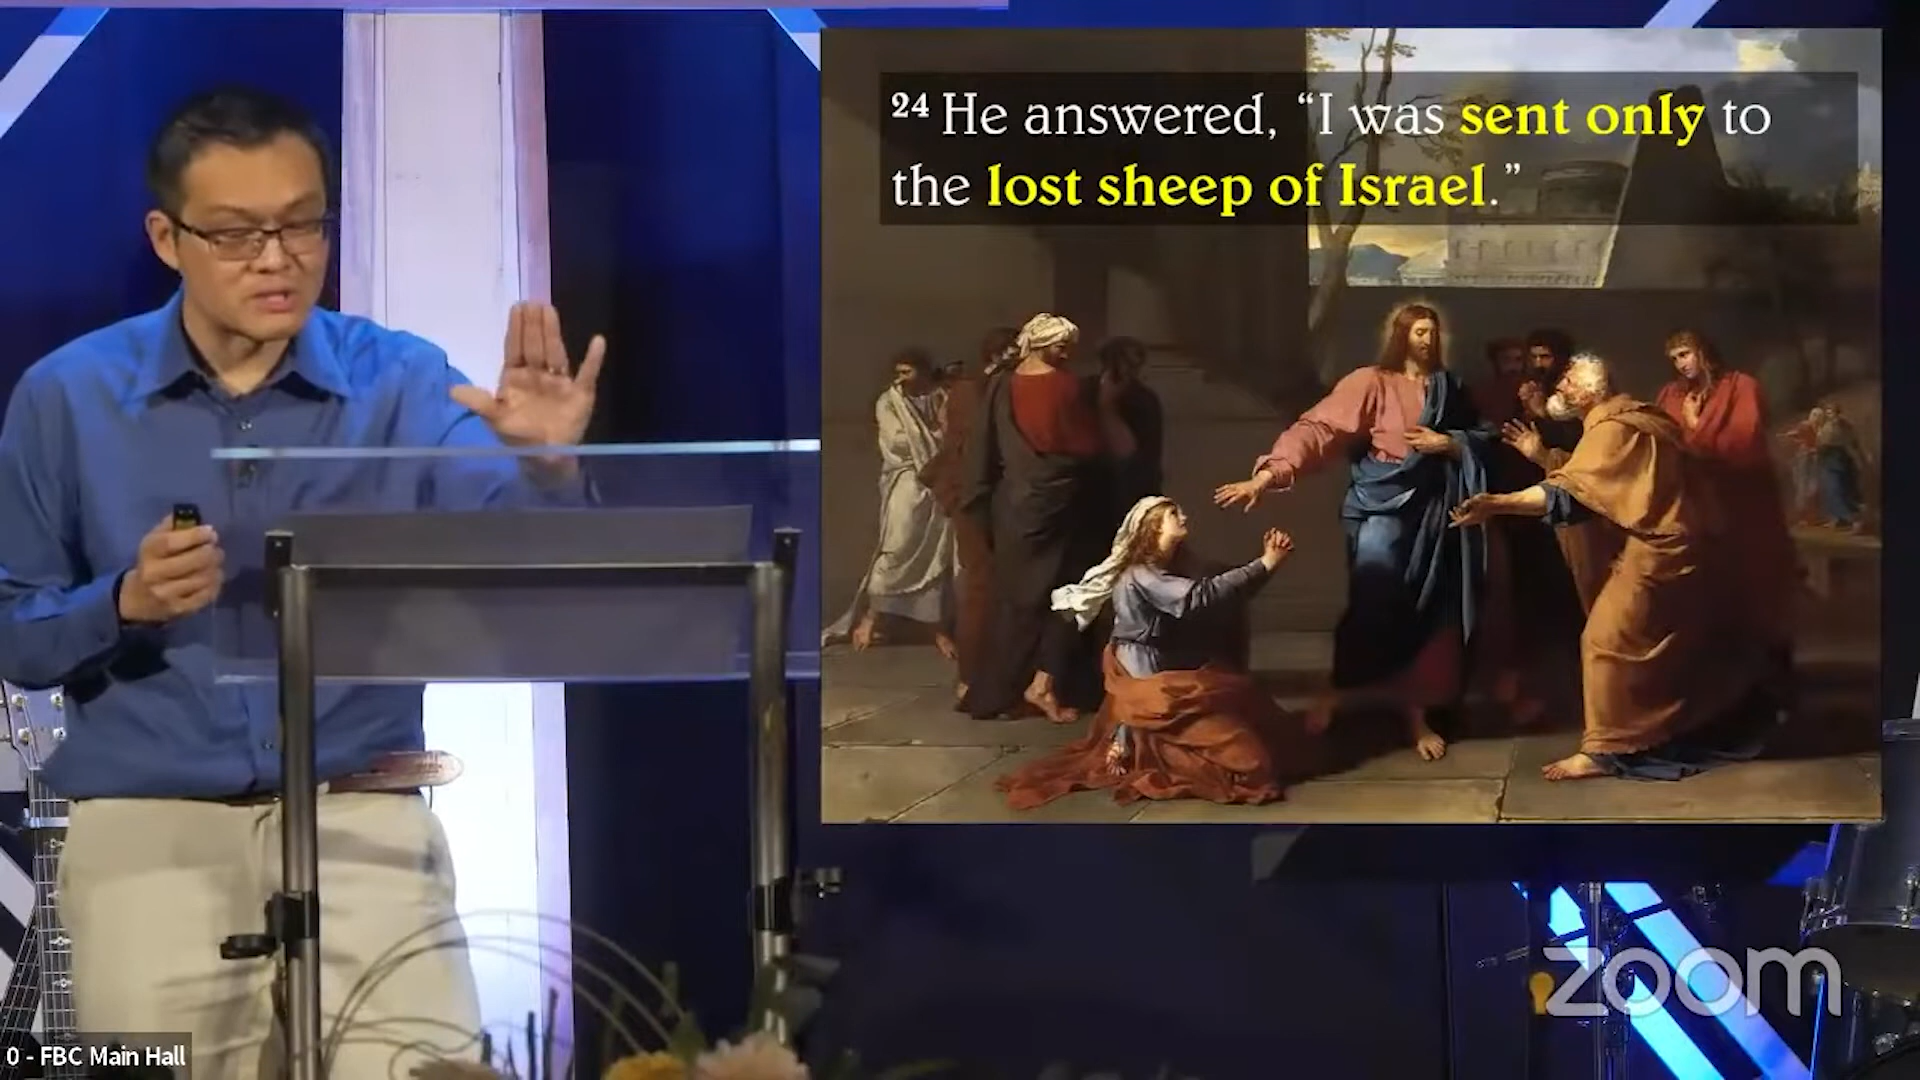 24 He answered, “I was sent only to
the lost sheep of Israel.”
zoom
0 - FBC Main Hall